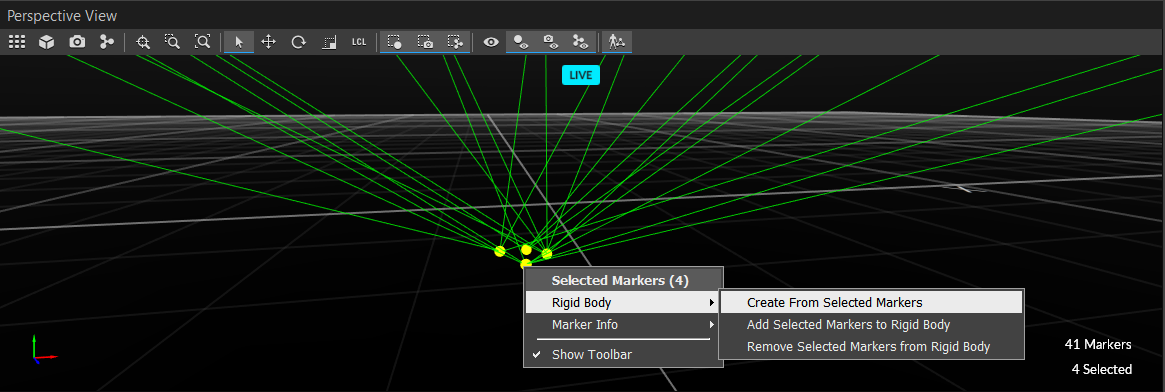 Perspective View
LCL
LIVE
Selected Markers (4)
Rigid Body
Create From Selected Markers
Marker Info
Add Selected Markers to Rigid Body
Remove Selected Markers from Rigid Body
Show Toolbar
41 Markers
4 Selected